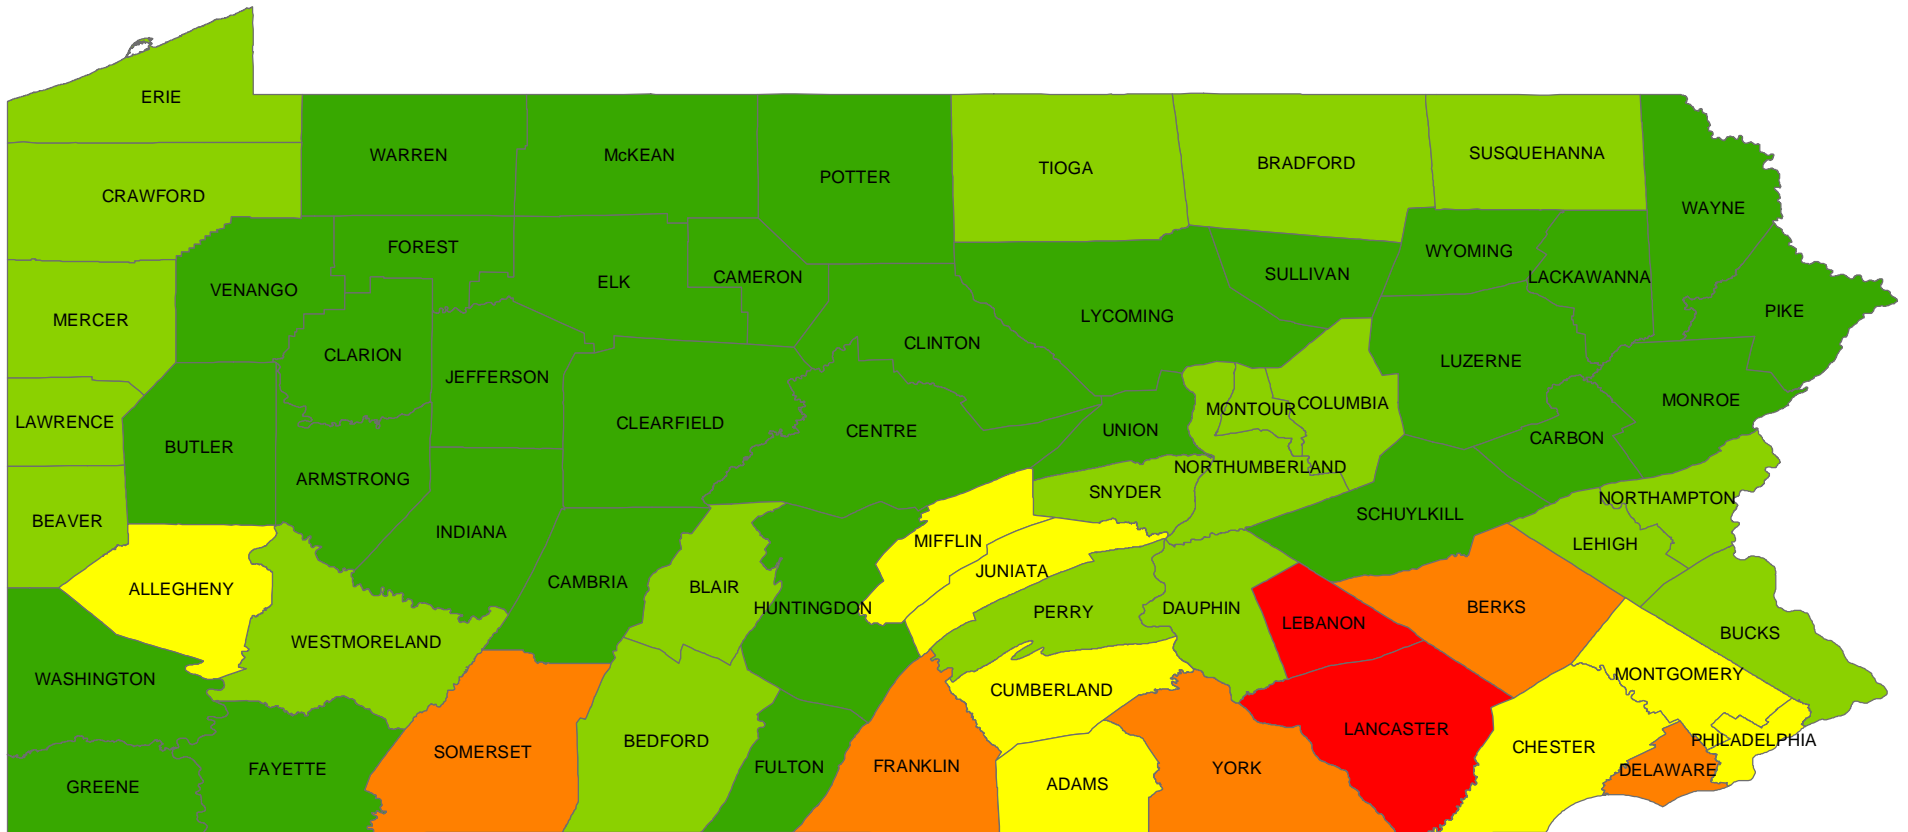 ERIE
WARREN
McKEAN
POTTER
TIOGA
BRADFORD
SUSQUEHANNA
CRAWFORD
WAYNE
FOREST
WYOMING
VENANGO
ELK
CAMERON
SULLIVAN
LACKAWANNA
MERCER
LYCOMING
PIKE
CLARION
CLINTON
LUZERNE
JEFFERSON
LAWRENCE
CLEARFIELD
CENTRE
UNION
MONTOUR
COLUMBIA
MONROE
BUTLER
CARBON
ARMSTRONG
NORTHUMBERLAND
SNYDER
NORTHAMPTON
BEAVER
INDIANA
SCHUYLKILL
MIFFLIN
LEHIGH
ALLEGHENY
CAMBRIA
BLAIR
JUNIATA
HUNTINGDON
PERRY
DAUPHIN
LEBANON
BERKS
WESTMORELAND
BUCKS
WASHINGTON
CUMBERLAND
MONTGOMERY
SOMERSET
BEDFORD
LANCASTER
CHESTER
PHILADELPHIA
GREENE
FAYETTE
FULTON
FRANKLIN
ADAMS
YORK
DELAWARE